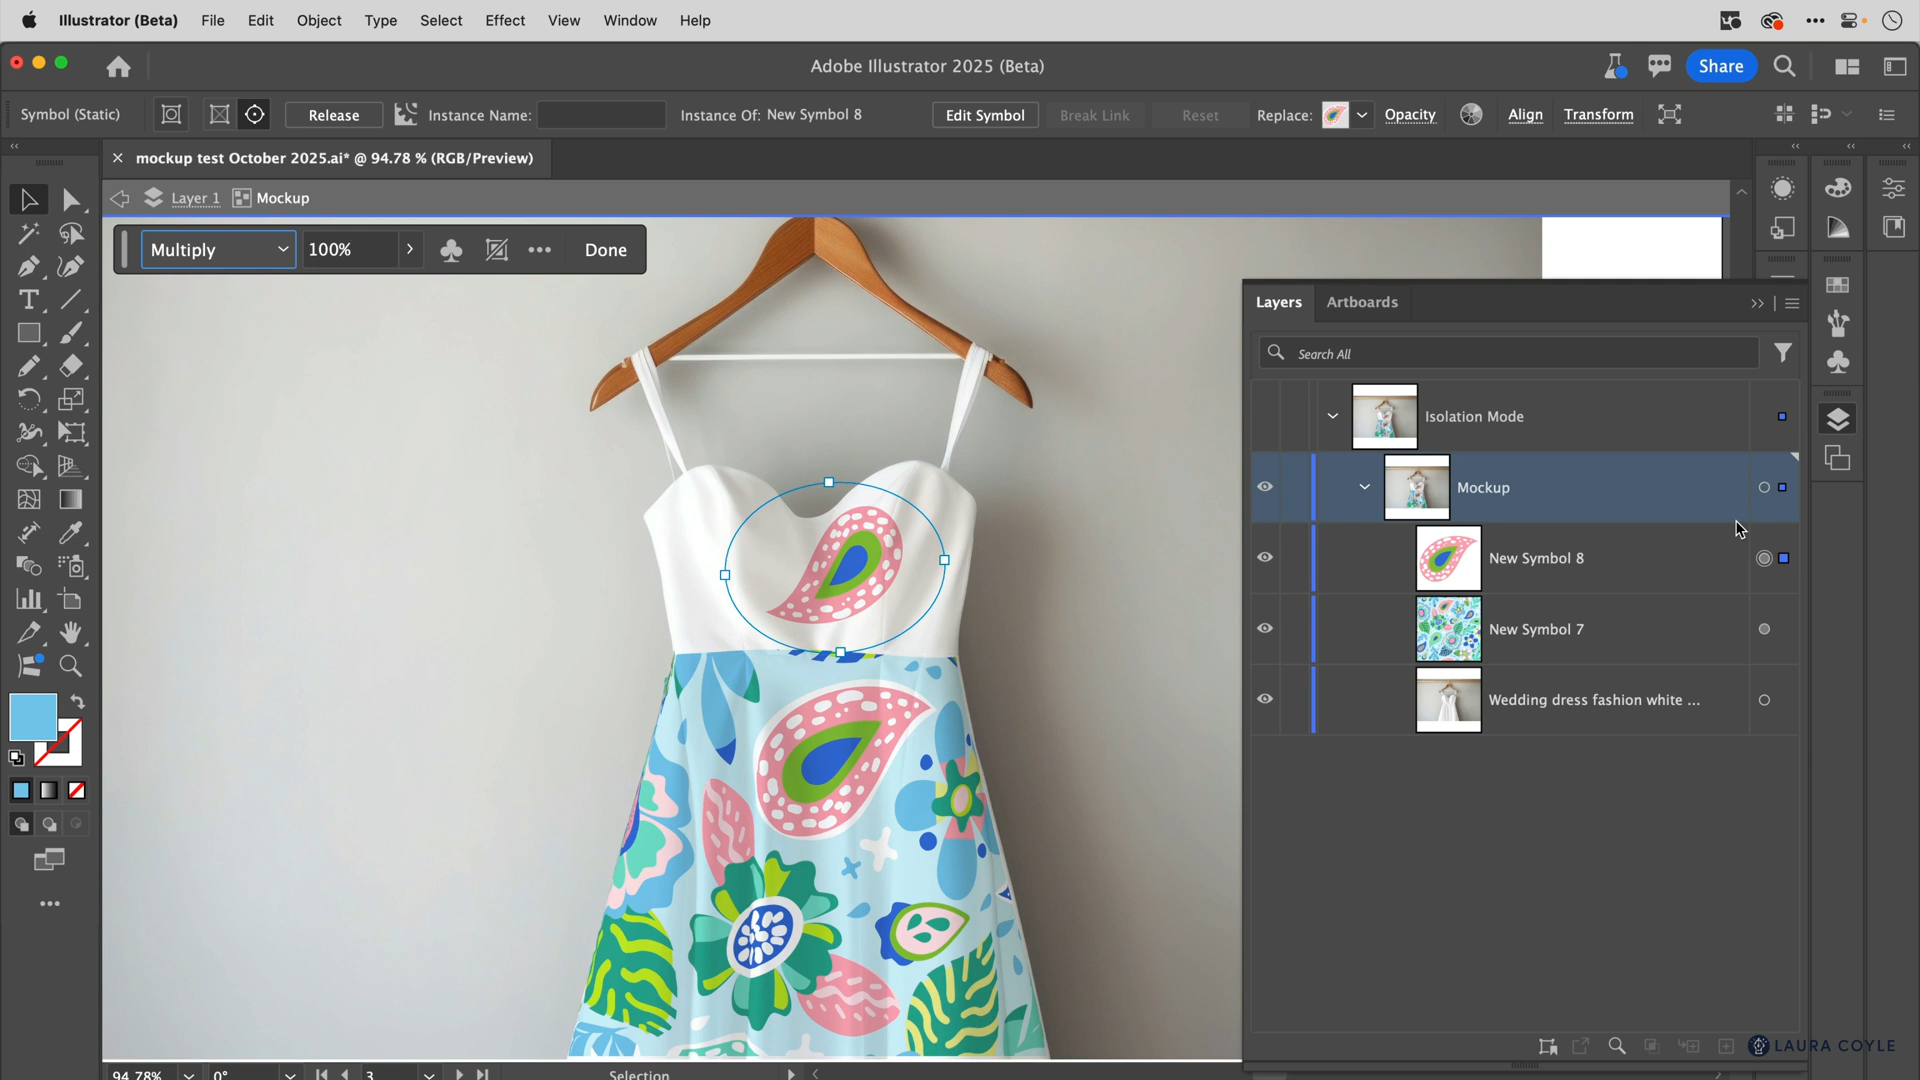 Illustrator (Beta) File Edit Object Type Select Effect View Window Help
Adobe Illustrator 2025 (Beta)
Share
Symbol (Static) Release Instance Name: Instance Of: New Symbol 8 Edit Symbol Break Link Reset Replace: Opacity Align Transform
mockup test October 2025.ai* @ 94.78 % (RGB/Preview)
Layer 1 Mockup
Multiply 100% Done
Layers Artboards
Search All
Isolation Mode
Mockup
New Symbol 8
New Symbol 7
Wedding dress fashion white ...
LAURA COYLE
94.78% 0° 3 Selection